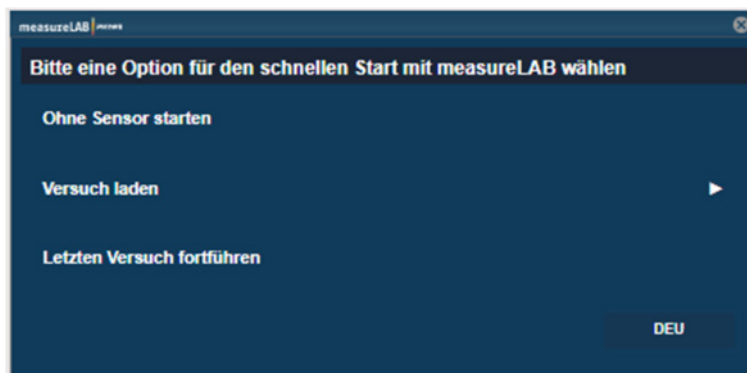 measureLAB
Bitte eine Option für den schnellen Start mit measureLAB wählen
Ohne Sensor starten
Versuch laden
Letzten Versuch fortführen
DEU